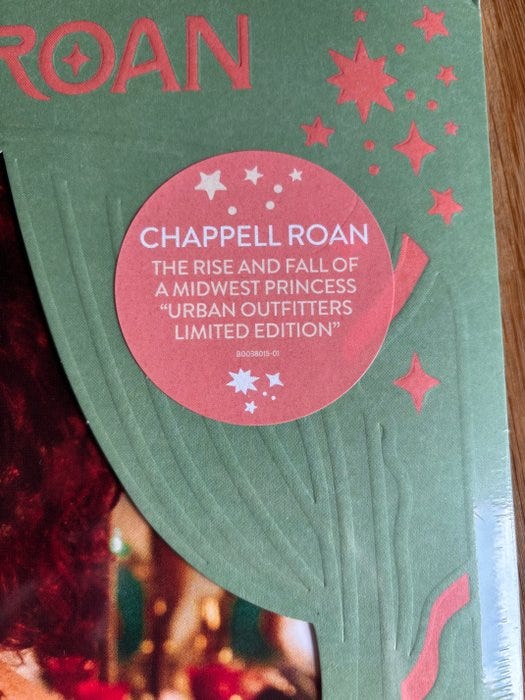 ROAN
CHAPPELL ROAN
THE RISE AND FALL OF
A MIDWEST PRINCESS
“URBAN OUTFITTERS
LIMITED EDITION”
B0038015-01